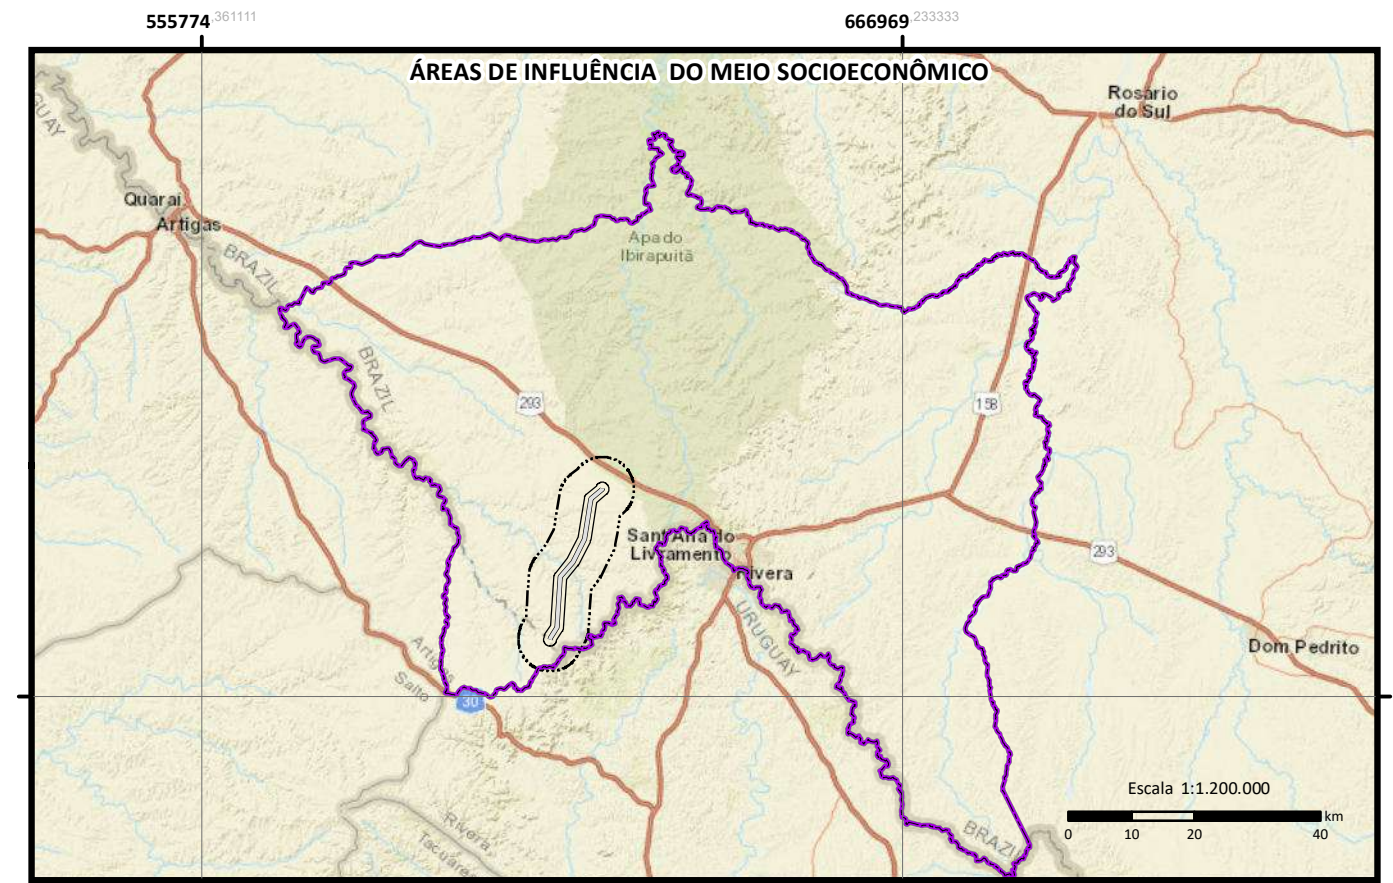 555774,361111
666969,233333
ÁREAS DE INFLUÊNCIA DO MEIO SOCIOECONÔMICO
Rosario
do Sul
GUAY
Quarai
Artigas
BRAZIL
Apa do
Ibirapuitã
BRAZIL
293
158
Sant'Ana do
Livramento
Rivera
293
URUGUAY
Dom Pedrito
Artigas
Salto
30
Escala 1:1.200.000
km
0 10 20 40
Rivera
Tacuare
BRAZIL